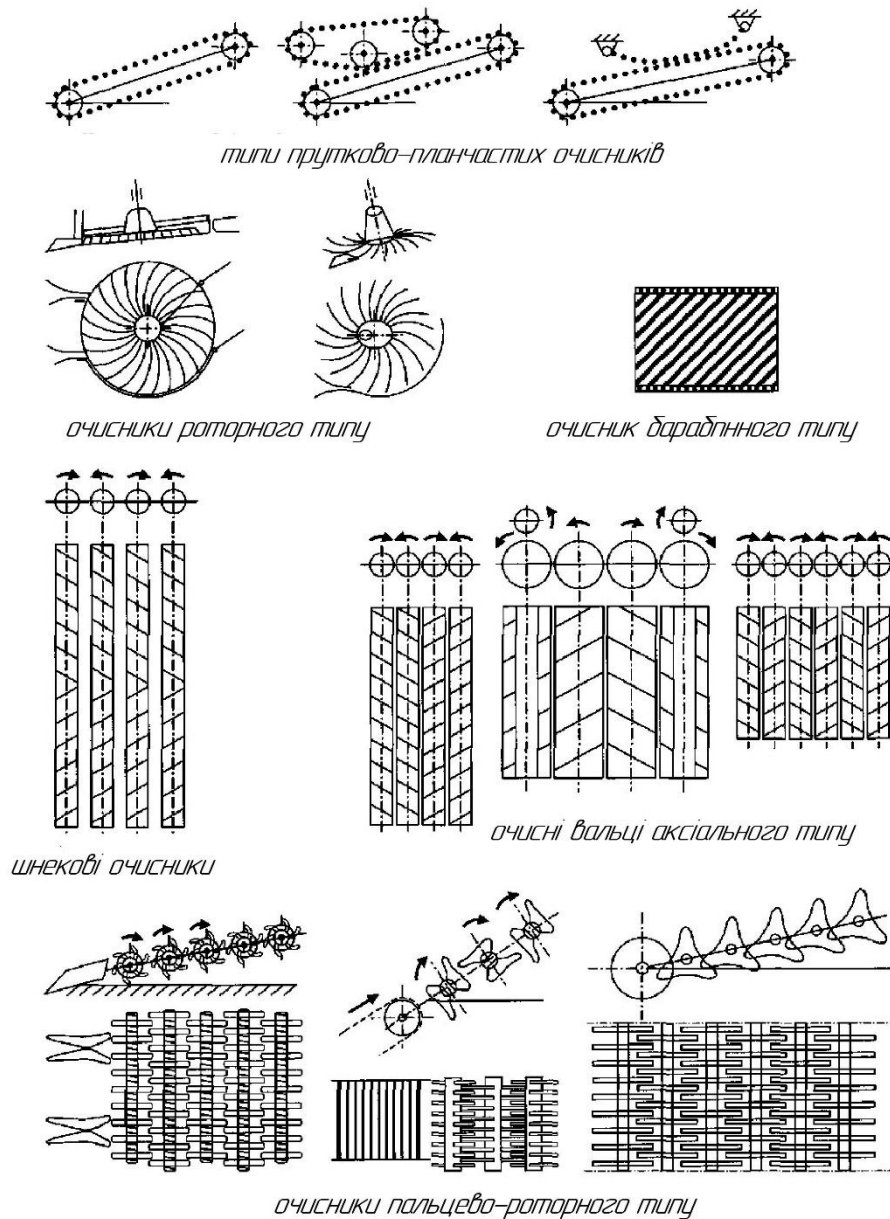 типи прутково-планчастих очисників
очисники роторного типу
очисник барабпнного типу
шнекові очисники
очисні вальці аксіального типу
очисники пальцево-роторного типу